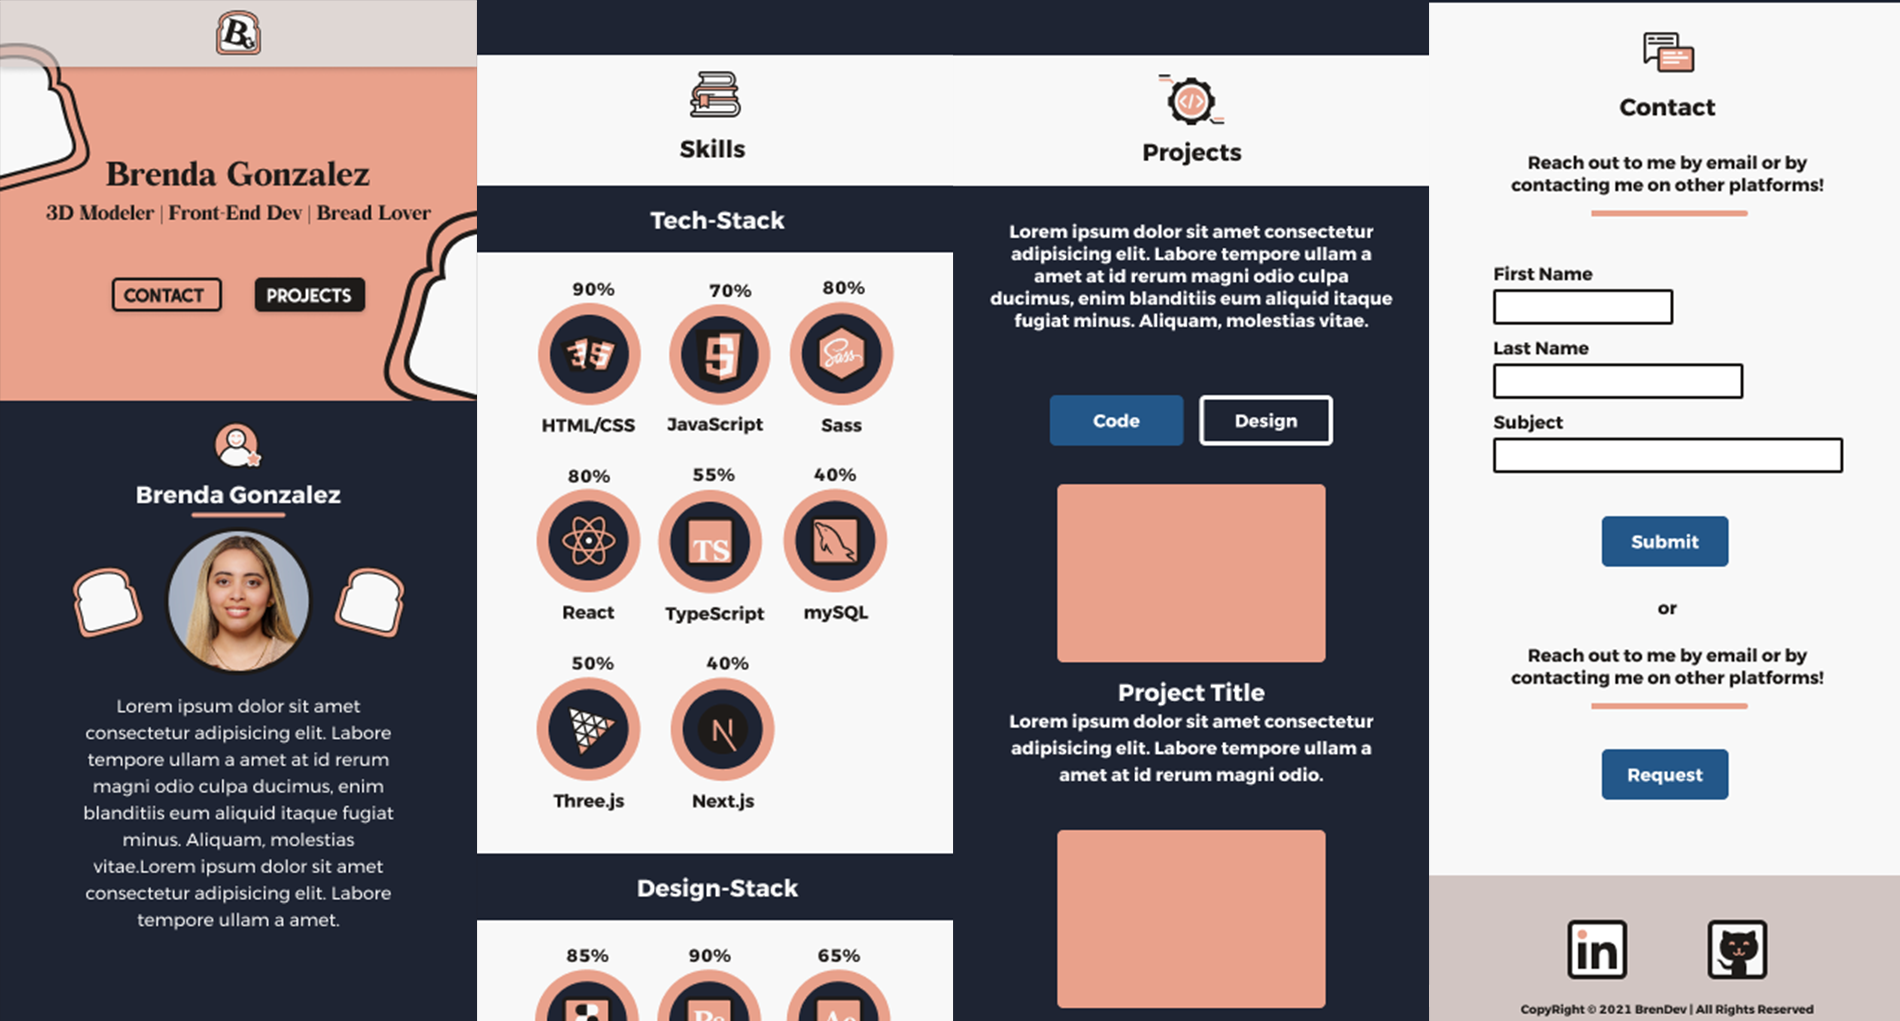 BG
Brenda Gonzalez
3D Modeler | Front-End Dev | Bread Lover
CONTACT
PROJECTS
Brenda Gonzalez
Lorem ipsum dolor sit amet
consectetur adipisicing elit. Labore
tempore ullam a amet at id rerum
magni odio culpa ducimus, enim
blanditiis eum aliquid itaque fugiat
minus. Aliquam, molestias
vitae.Lorem ipsum dolor sit amet
consectetur adipisicing elit. Labore
tempore ullam a amet.
Skills
Tech-Stack
90% 70% 80%
3 5 5 Sass
HTML/CSS JavaScript Sass
80% 55% 40%
TS
React TypeScript mySQL
50% 40%
N
Three.js Next.js
Design-Stack
85% 90% 65%
Ps Ae
</>
Projects
Lorem ipsum dolor sit amet consectetur
adipisicing elit. Labore tempore ullam a
amet at id rerum magni odio culpa
ducimus, enim blanditiis eum aliquid itaque
fugiat minus. Aliquam, molestias vitae.
Code
Design
Project Title
Lorem ipsum dolor sit amet consectetur
adipisicing elit. Labore tempore ullam a
amet at id rerum magni odio.
Contact
Reach out to me by email or by
contacting me on other platforms!
First Name
Last Name
Subject
Submit
or
Reach out to me by email or by
contacting me on other platforms!
Request
in
CopyRight © 2021 BrenDev | All Rights Reserved